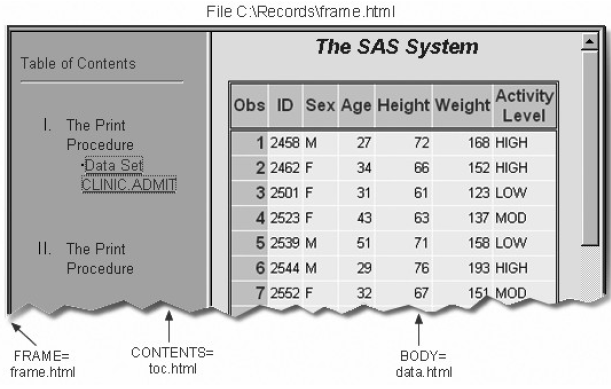 File C:\Records\frame.html
Table of Contents
I. The Print
Procedure
·Data Set
CLINIC.ADMIT
II. The Print
Procedure
The SAS System
Obs ID Sex Age Height Weight Activity Level
1 2458 M 27 72 168 HIGH
2 2462 F 34 66 152 HIGH
3 2501 F 31 61 123 LOW
4 2523 F 43 63 137 MOD
5 2539 M 51 71 158 LOW
6 2544 M 29 76 193 HIGH
7 2552 F 32 67 151 MOD
FRAME=
frame.html
CONTENTS=
toc.html
BODY=
data.html